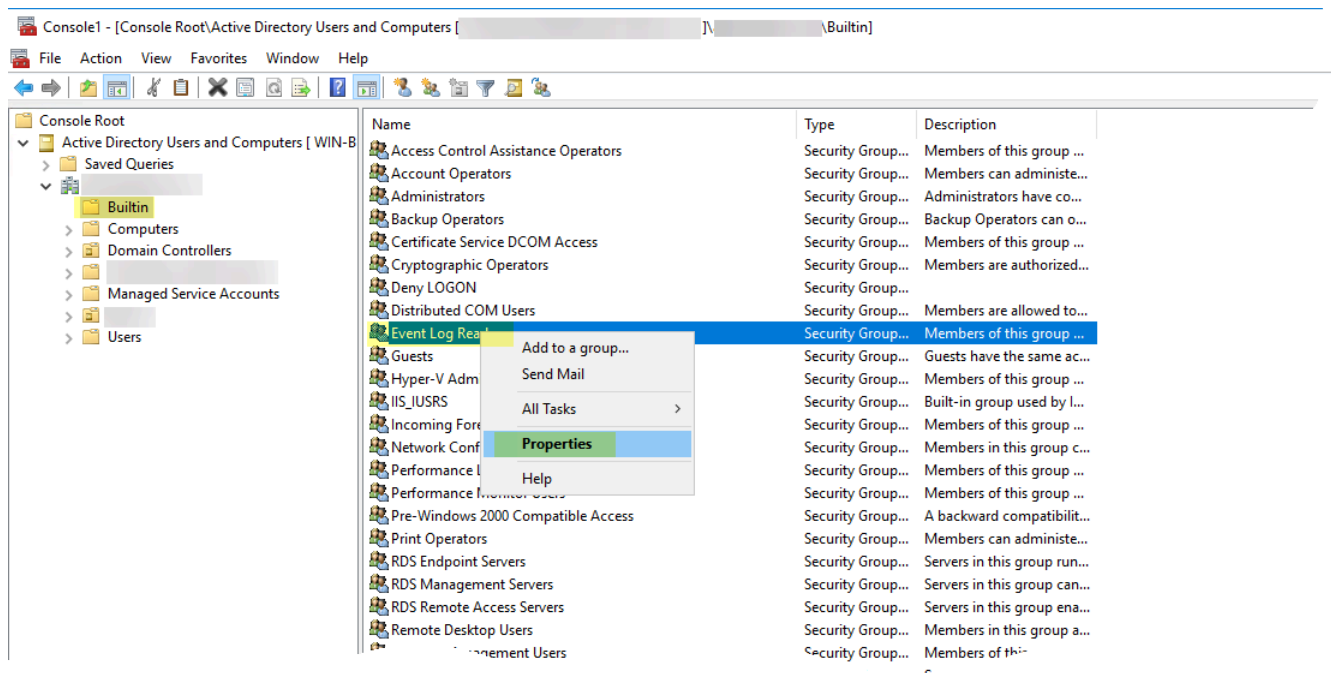 Console1 - [Console Root\Active Directory Users and Computers [ ]\ \Builtin]
File Action View Favorites Window Help
Console Root
Active Directory Users and Computers [ WIN-B
Saved Queries
Builtin
Computers
Domain Controllers
Managed Service Accounts
Users
Name Type Description
Access Control Assistance Operators Security Group... Members of this group ...
Account Operators Security Group... Members can administe...
Administrators Security Group... Administrators have co...
Backup Operators Security Group... Backup Operators can o...
Certificate Service DCOM Access Security Group... Members of this group ...
Cryptographic Operators Security Group... Members are authorized...
Deny LOGON Security Group...
Distributed COM Users Security Group... Members are allowed to...
Event Log Read Security Group... Members of this group ...
Guests Security Group... Guests have the same ac...
Hyper-V Adm Security Group... Members of this group ...
IIS_IUSRS Security Group... Built-in group used by I...
Incoming Fore Security Group... Members of this group ...
Network Conf Security Group... Members in this group c...
Performance L Security Group... Members of this group ...
Performance Monitor Users Security Group... Members of this group ...
Pre-Windows 2000 Compatible Access Security Group... A backward compatibilit...
Print Operators Security Group... Members can administe...
RDS Endpoint Servers Security Group... Servers in this group run...
RDS Management Servers Security Group... Servers in this group can...
RDS Remote Access Servers Security Group... Servers in this group ena...
Remote Desktop Users Security Group... Members in this group a...
agement Users Security Group... Members of
Add to a group...
Send Mail
All Tasks
Properties
Help